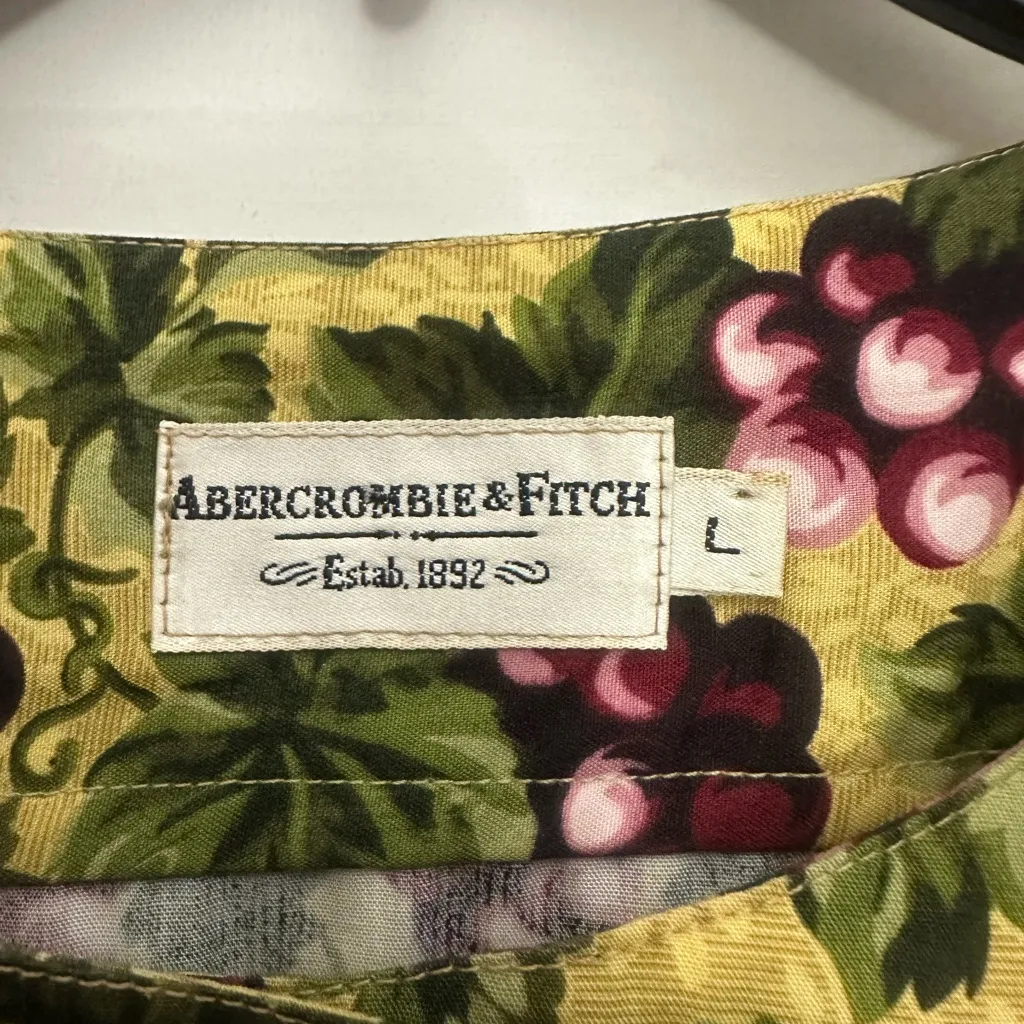 ABERCROMBIE & FITCH
Estab. 1892
L